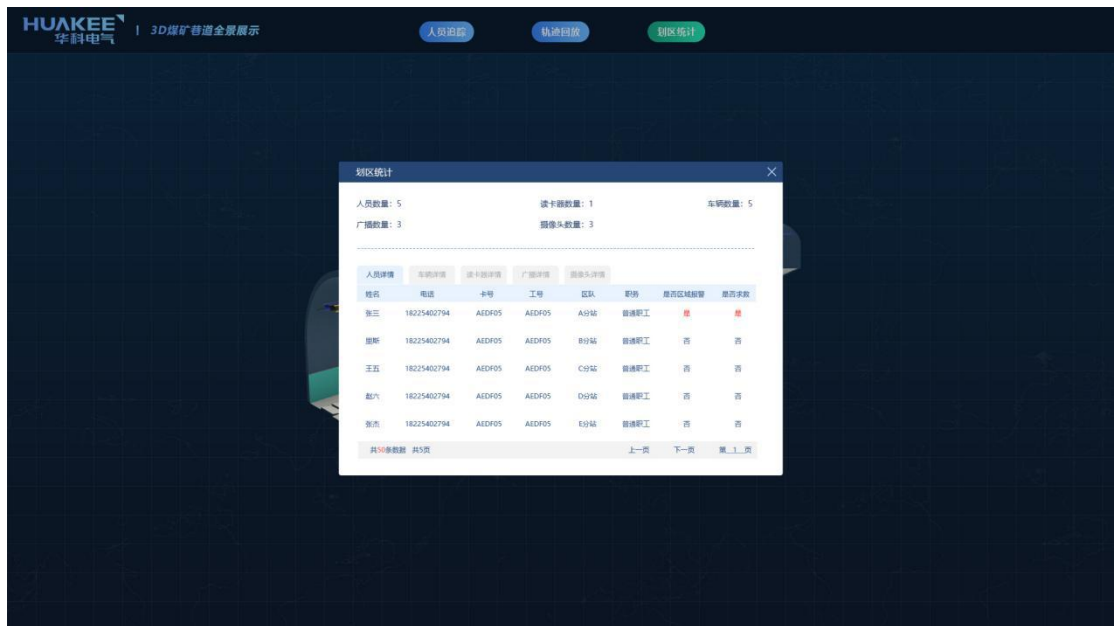 HUAKEE
华科电气
3D煤矿巷道全景展示
人员追踪 轨迹回放 划区统计
划区统计
人员数量：5 读卡器数量：1 车辆数量：5
广播数量：3 摄像头数量：3
人员详情 车辆详情 读卡器详情 广播详情 摄像头详情
姓名 电话 卡号 工号 区队 职务 是否区域报警 是否求救
张三 18225402794 AEDF05 AEDF05 A分站 普通职工 是 是
18225402794 AEDF05 AEDF05 B分站 普通职工 否 否
王五 18225402794 AEDF05 AEDF05 C分站 普通职工 否 否
赵六 18225402794 AEDF05 AEDF05 D分站 普通职工 否 否
张杰 18225402794 AEDF05 AEDF05 E分站 普通职工 否 否
共50条数据 共5页 上一页 下一页 第__1__页